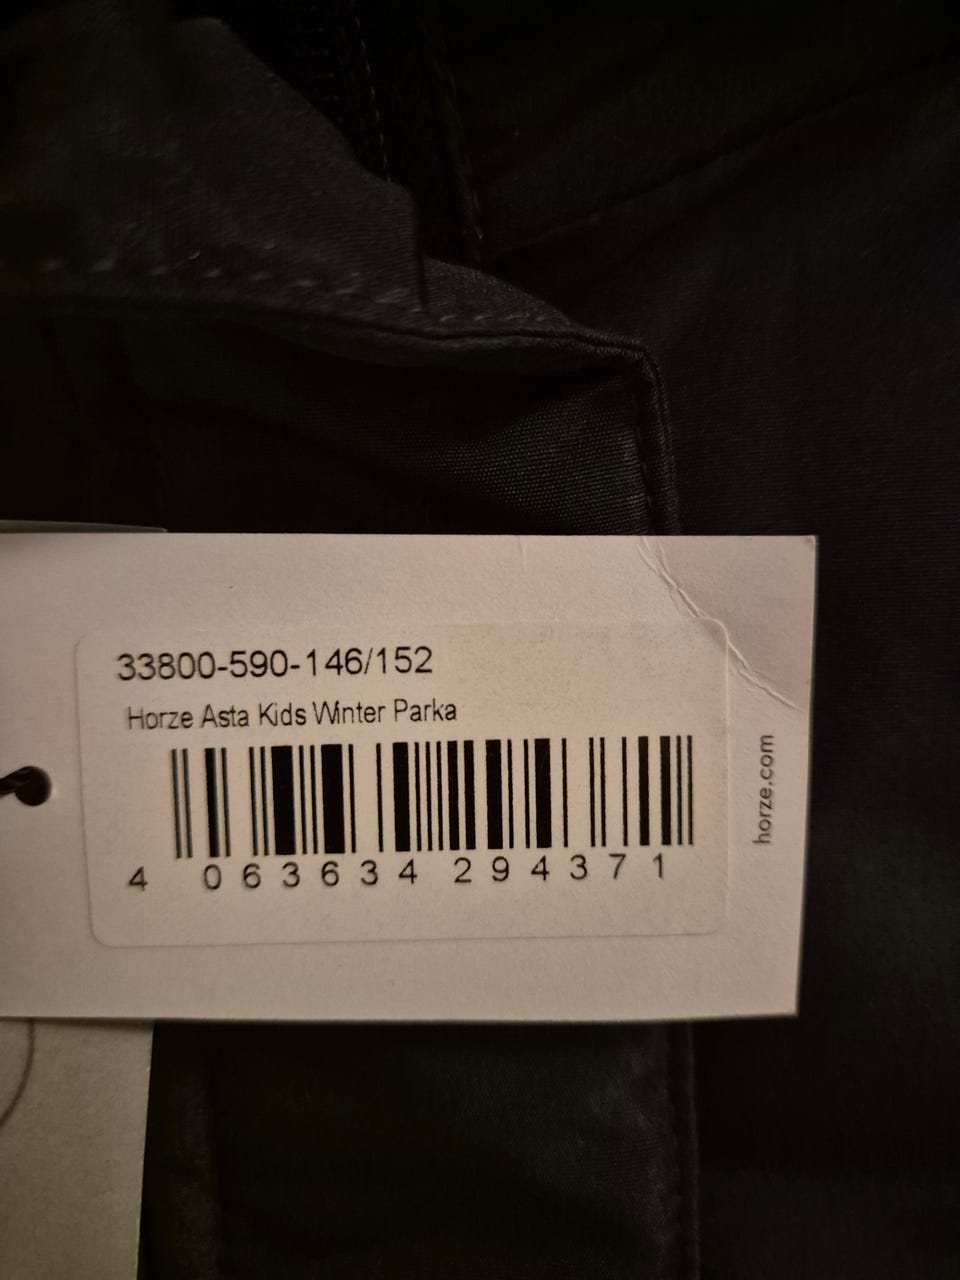 33800-590-146/152
Horze Asta Kids Winter Parka
4 063634 294371
horze.com